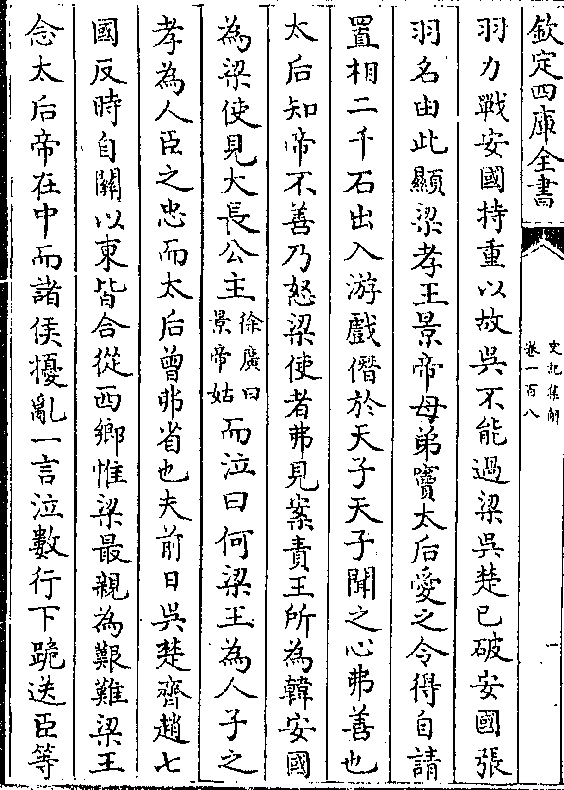 欽定四庫全書
史記集解
卷一百八
一
羽力戰安國持重以故吳不能過梁吳楚已破安國張
羽名由此顯梁孝王景帝母弟竇太后愛之令得自請
置相二千石出入游戲僭於天子天子聞之心弗善也
太后知帝不善乃怒梁使者弗見案責王所為韓安國
為梁使見大長公主徐廣曰景帝姑而泣曰何梁王為人子之
孝為人臣之忠而太后曾弗省也夫前日吳楚齊趙七
國反時自關以東皆合從西鄉惟梁最親為艱難梁王
念太后帝在中而諸侯擾亂一言泣數行下跪送臣等